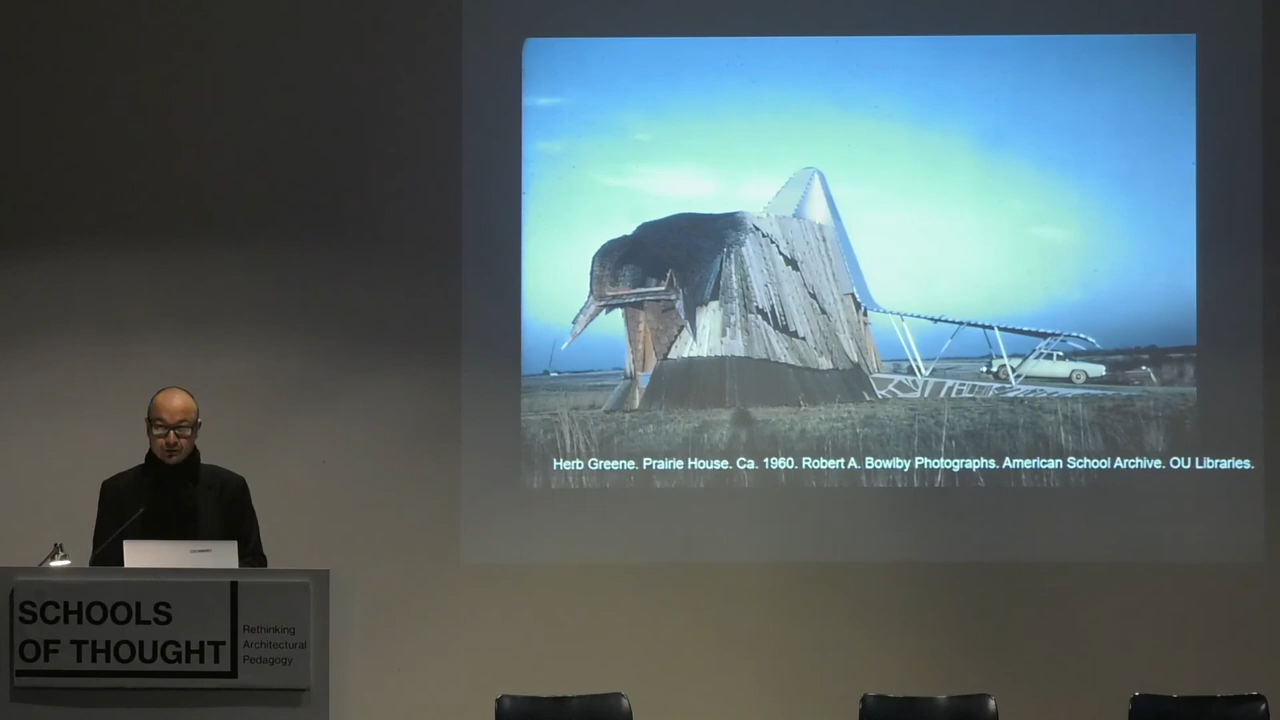 Herb Greene. Prairie House. Ca. 1960. Robert A. Bowlby Photographs. American School Archive. OU Libraries.
SCHOOLS
OF THOUGHT
Rethinking
Architectural
Pedagogy